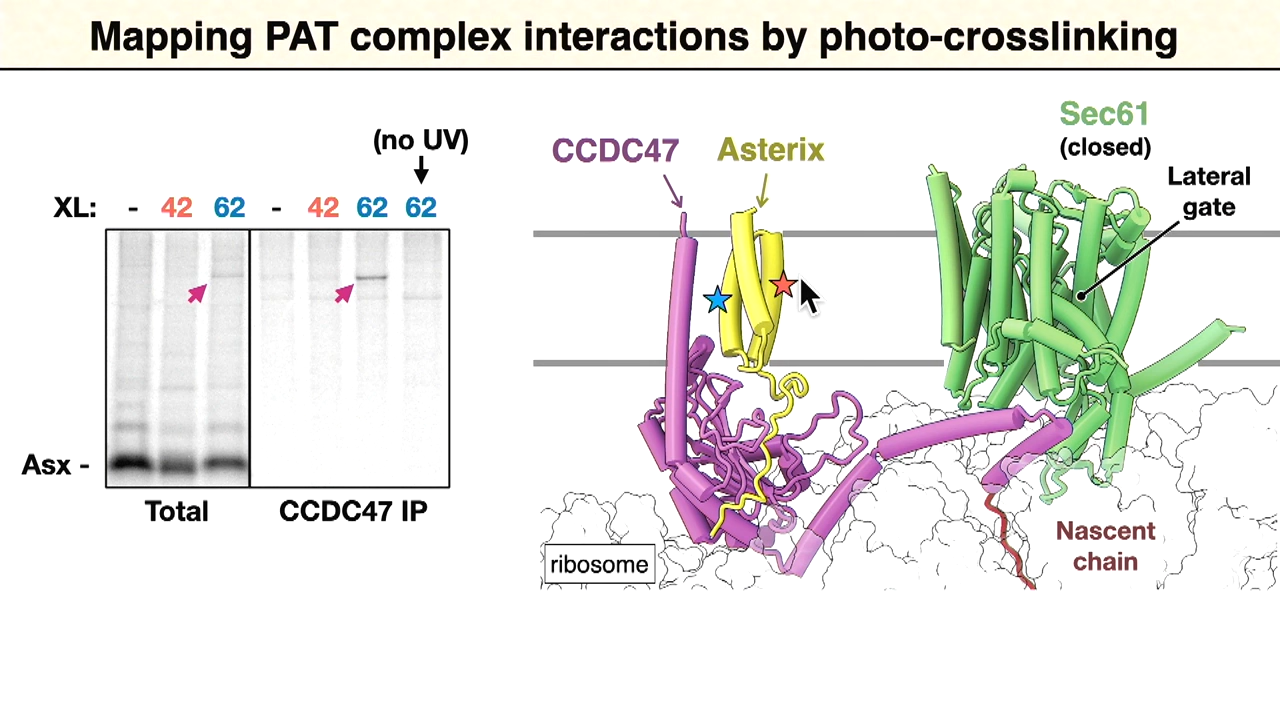 Mapping PAT complex interactions by photo-crosslinking
(no UV)
XL: - 42 62 - 42 62 62
Asx -
Total
CCDC47 IP
CCDC47
Asterix
Sec61
(closed)
Lateral
gate
ribosome
Nascent
chain